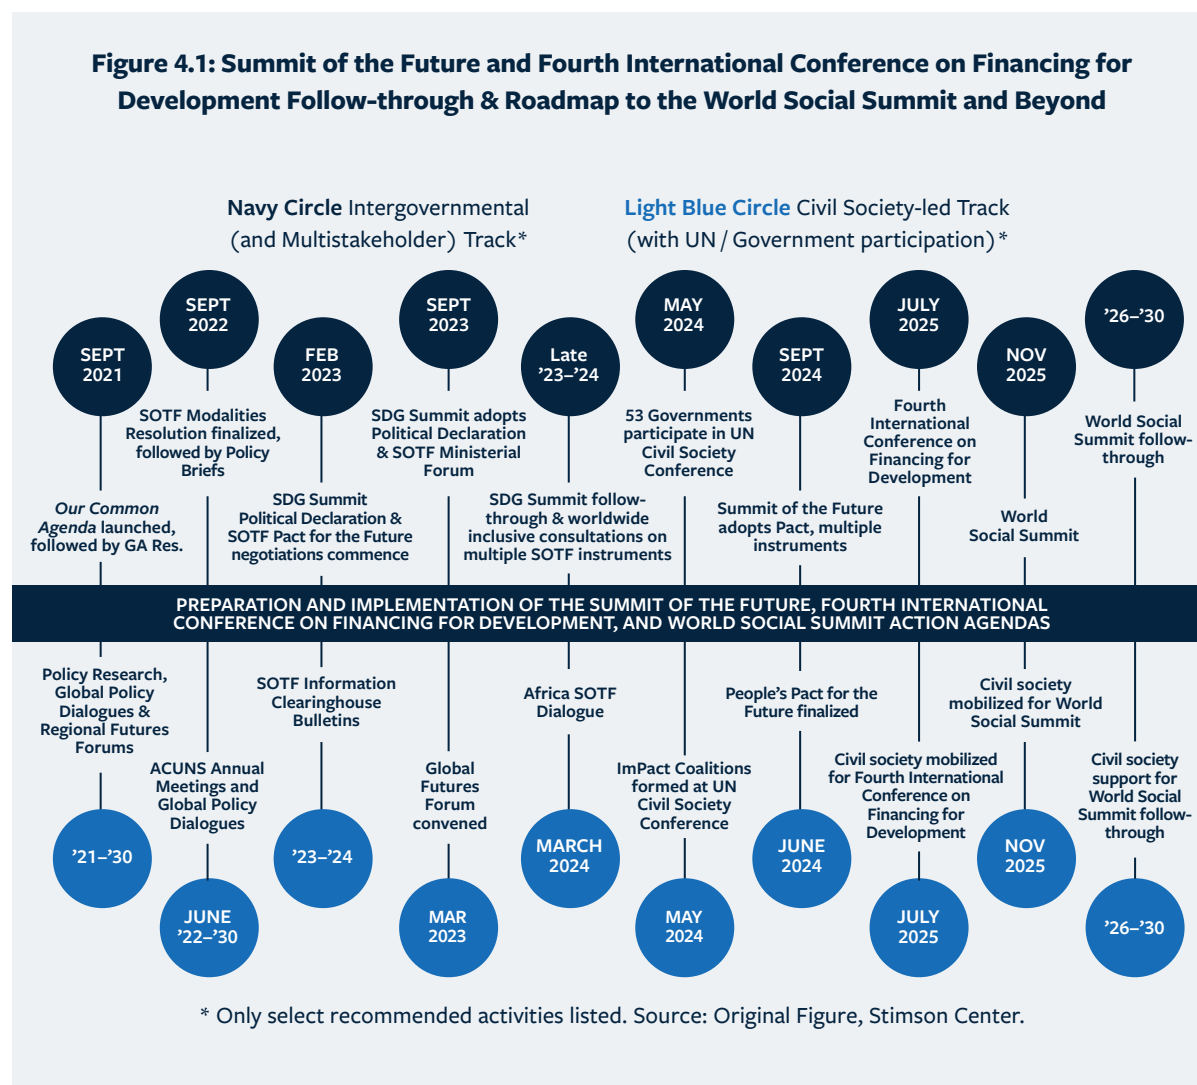 Figure 4.1: Summit of the Future and Fourth International Conference on Financing for
Development Follow-through & Roadmap to the World Social Summit and Beyond
Navy Circle Intergovernmental
(and Multistakeholder) Track*
Light Blue Circle Civil Society-led Track
(with UN / Government participation)*
SEPT
2021
Our Common
Agenda launched,
followed by GA Res.
SEPT
2022
SOTF Modalities
Resolution finalized,
followed by Policy
Briefs
FEB
2023
SDG Summit
Political Declaration &
SOTF Pact for the Future
negotiations commence
SEPT
2023
SDG Summit adopts
Political Declaration
& SOTF Ministerial
Forum
Late
’23–’24
SDG Summit follow-
through & worldwide
inclusive consultations on
multiple SOTF instruments
MAY
2024
53 Governments
participate in UN
Civil Society
Conference
SEPT
2024
Summit of the Future
adopts Pact, multiple
instruments
JULY
2025
Fourth
International
Conference on
Financing for
Development
NOV
2025
World
Social Summit
’26–’30
World Social
Summit follow-
through
PREPARATION AND IMPLEMENTATION OF THE SUMMIT OF THE FUTURE, FOURTH INTERNATIONAL
CONFERENCE ON FINANCING FOR DEVELOPMENT, AND WORLD SOCIAL SUMMIT ACTION AGENDAS
Policy Research,
Global Policy
Dialogues &
Regional Futures
Forums
’21–’30
ACUNS Annual
Meetings and
Global Policy
Dialogues
JUNE
’22–’30
SOTF Information
Clearinghouse
Bulletins
’23–’24
Global
Futures
Forum
convened
MAR
2023
Africa SOTF
Dialogue
MARCH
2024
ImPact Coalitions
formed at UN
Civil Society
Conference
MAY
2024
People’s Pact for the
Future finalized
JUNE
2024
Civil society mobilized
for Fourth International
Conference on
Financing for
Development
JULY
2025
Civil society
mobilized for World
Social Summit
NOV
2025
Civil society
support for
World Social
Summit follow-
through
’26–’30
* Only select recommended activities listed. Source: Original Figure, Stimson Center.